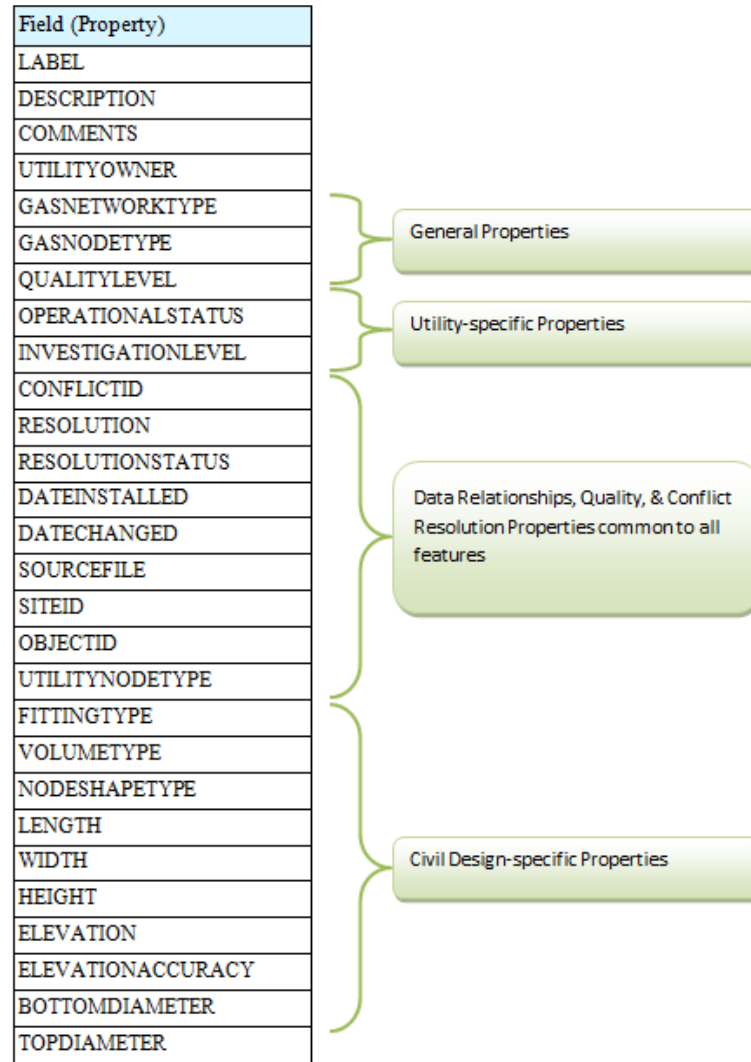 Field (Property)
LABEL
DESCRIPTION
COMMENTS
UTILITYOWNER
GASNETWORKTYPE
GASNODETYPE
QUALITYLEVEL
OPERATIONALSTATUS
INVESTIGATIONLEVEL
CONFLICTID
RESOLUTION
RESOLUTIONSTATUS
DATEINSTALLED
DATECHANGED
SOURCEFILE
SITEID
OBJECTID
UTILITYNODETYPE
FITTINGTYPE
VOLUMETYPE
NODESHAPETYPE
LENGTH
WIDTH
HEIGHT
ELEVATION
ELEVATIONACCURACY
BOTTOMDIAMETER
TOPDIAMETER
General Properties
Utility-specific Properties
Data Relationships, Quality, & Conflict
Resolution Properties common to all
features
Civil Design-specific Properties